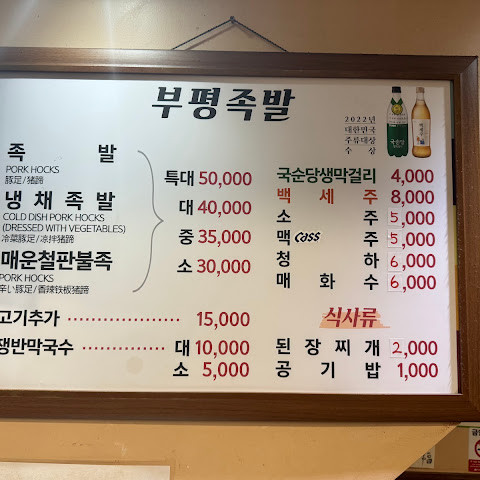 부평족발
2022년
대한민국
주류대상
수 상
족 발
PORK HOCKS
豚足/猪蹄
냉 채 족 발
COLD DISH PORK HOCKS
(DRESSED WITH VEGETABLES)
冷菜豚足/凉拌猪蹄
매운철판불족
PORK HOCKS
辛い豚足/香辣铁板猪蹄
특대 50,000
대 40,000
중 35,000
소 30,000
고기추가 15,000
쟁반막국수 대 10,000
소 5,000
국순당생막걸리 4,000
백 세 주 8,000
소 주 5,000
맥 cass 주 5,000
청 하 6,000
매 화 수 6,000
식사류
된 장 찌 개 2,000
공 기 밥 1,000